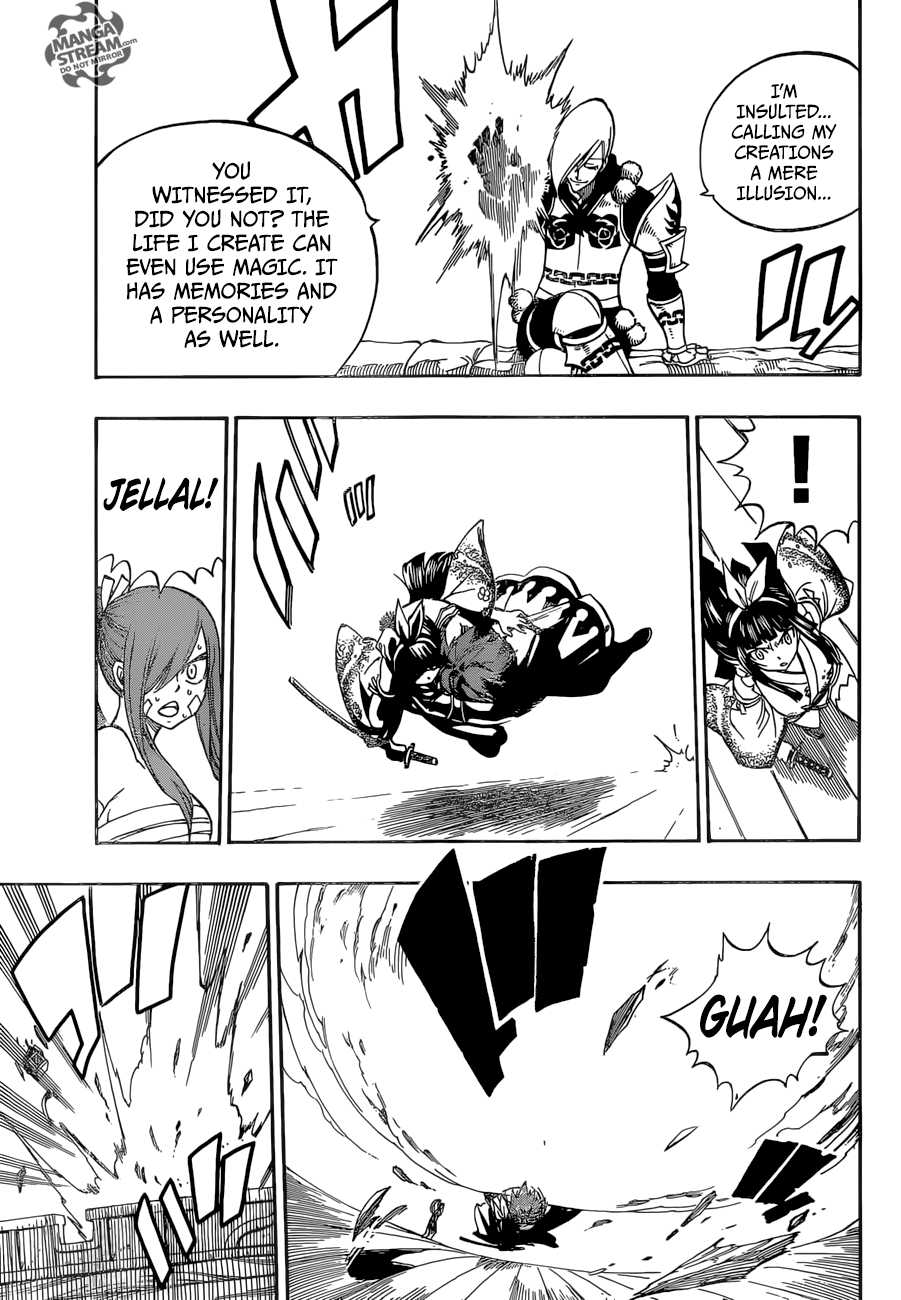 MANGA
STREAM.com
DO NOT MIRROR
I'M
INSULTED...
CALLING MY
CREATIONS
A MERE
ILLUSION...
YOU
WITNESSED IT,
DID YOU NOT? THE
LIFE I CREATE CAN
EVEN USE MAGIC. IT
HAS MEMORIES AND
A PERSONALITY
AS WELL.
!
JELLAL!
GUAH!